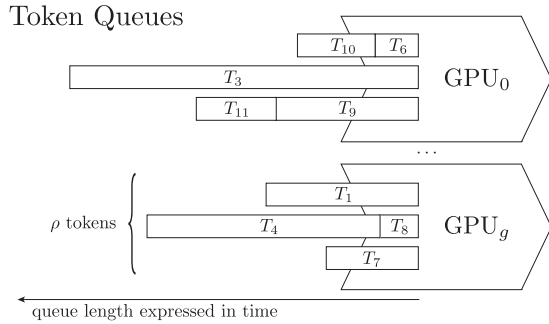 Token Queues
T10 T6
T3
GPU0
T11 T9
...
T1
ρ tokens
T4 T8
GPUg
T7
queue length expressed in time